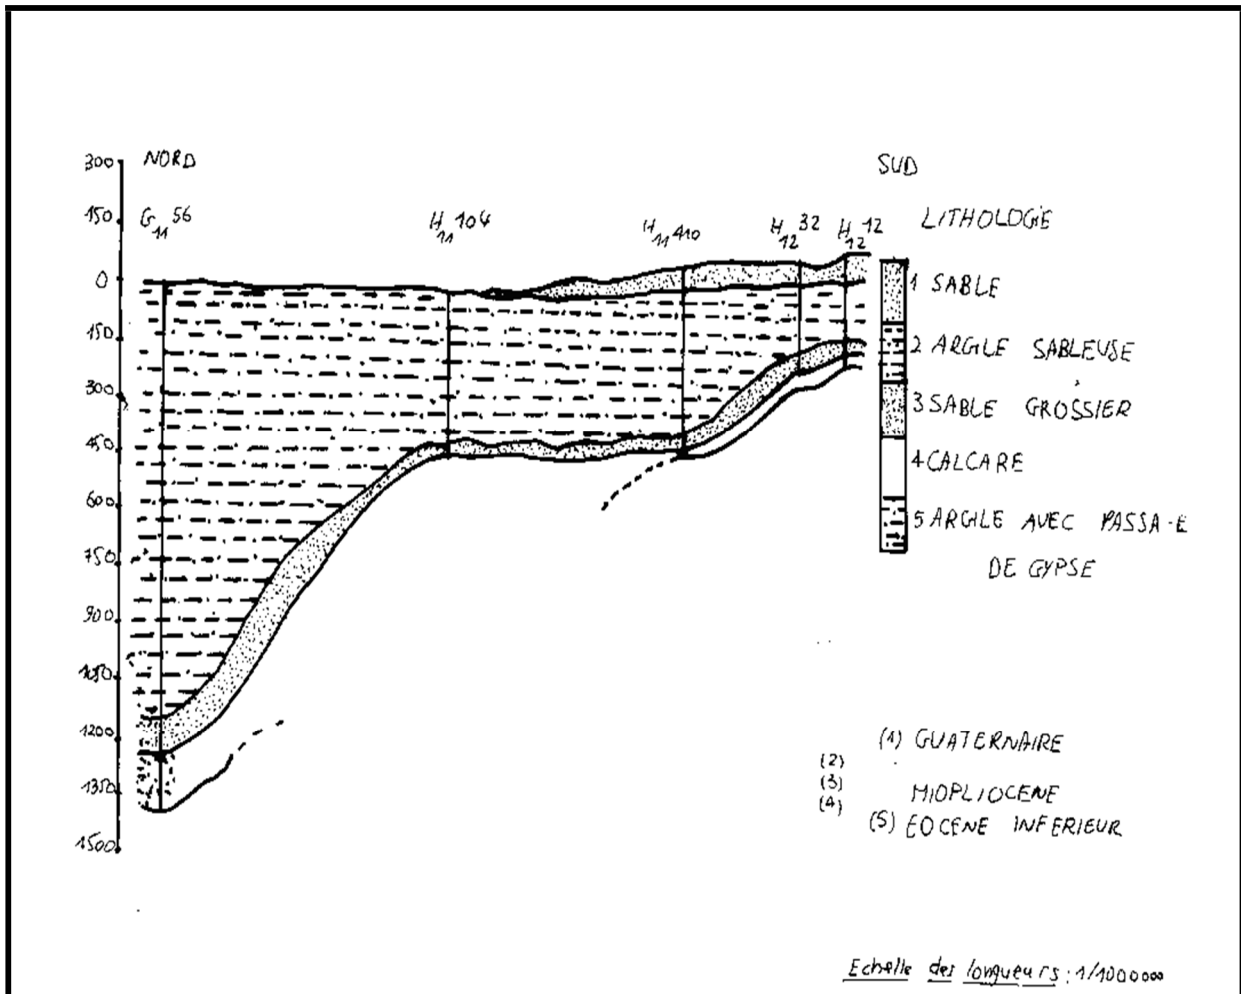 NORD
SUD
G11 56
H11 104
H11 410
H12 32
H12 12
300
150
0
150
300
450
600
750
900
1050
1200
1350
1500
LITHOLOGIE
1 SABLE
2 ARGILE SABLEUSE
3 SABLE GROSSIER
4 CALCARE
5 ARGILE AVEC PASSA-E
DE GYPSE
(1) GUATERNAIRE
(2)
(3)
MIOPLIOCENE
(4)
(5) EOCENE INFERIEUR
Echelle des longueurs : 1/1000000